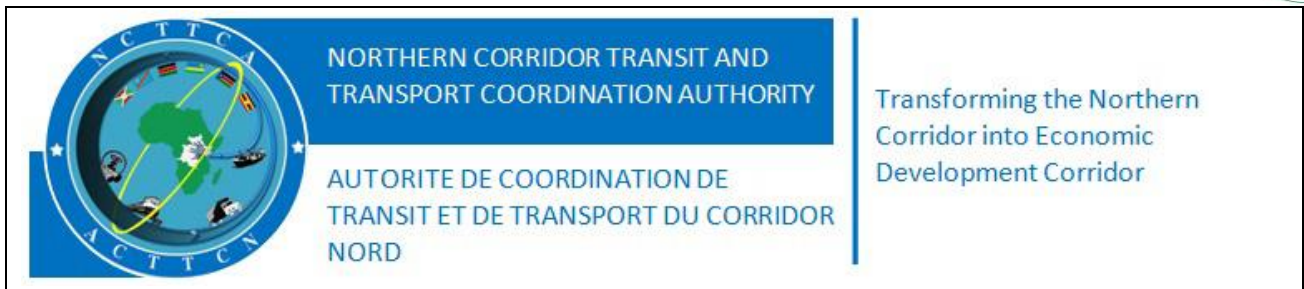 NCTTCA
NORTHERN CORRIDOR TRANSIT AND
TRANSPORT COORDINATION AUTHORITY
AUTORITE DE COORDINATION DE
TRANSIT ET DE TRANSPORT DU CORRIDOR
NORD
ACTTCN
Transforming the Northern
Corridor into Economic
Development Corridor